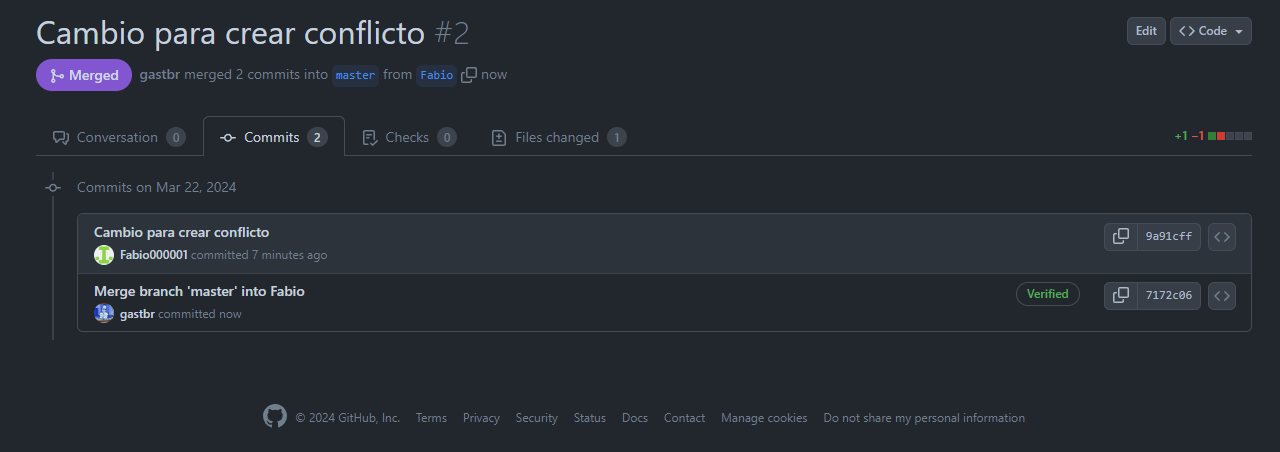 Cambio para crear conflicto #2
Edit
Code
Merged gastbr merged 2 commits into master from Fabio now
Conversation 0 Commits 2 Checks 0 Files changed 1
+1 −1
Commits on Mar 22, 2024
Cambio para crear conflicto
Fabio000001 committed 7 minutes ago
9a91cff
Merge branch 'master' into Fabio
gastbr committed now
Verified
7172c06
© 2024 GitHub, Inc. Terms Privacy Security Status Docs Contact Manage cookies Do not share my personal information